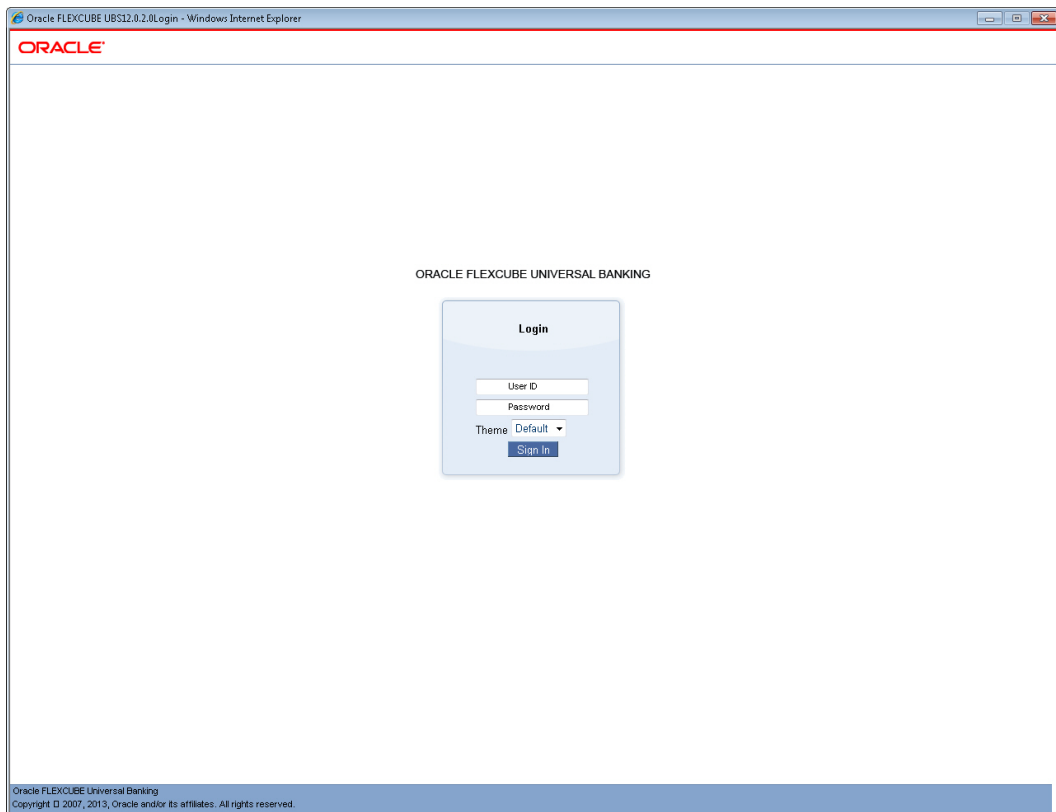 Oracle FLEXCUBE UBS12.0.2.0Login - Windows Internet Explorer
ORACLE
ORACLE FLEXCUBE UNIVERSAL BANKING
Login
User ID
Password
Theme Default
Sign In
Oracle FLEXCUBE Universal Banking
Copyright □ 2007, 2013, Oracle and/or its affiliates. All rights reserved.